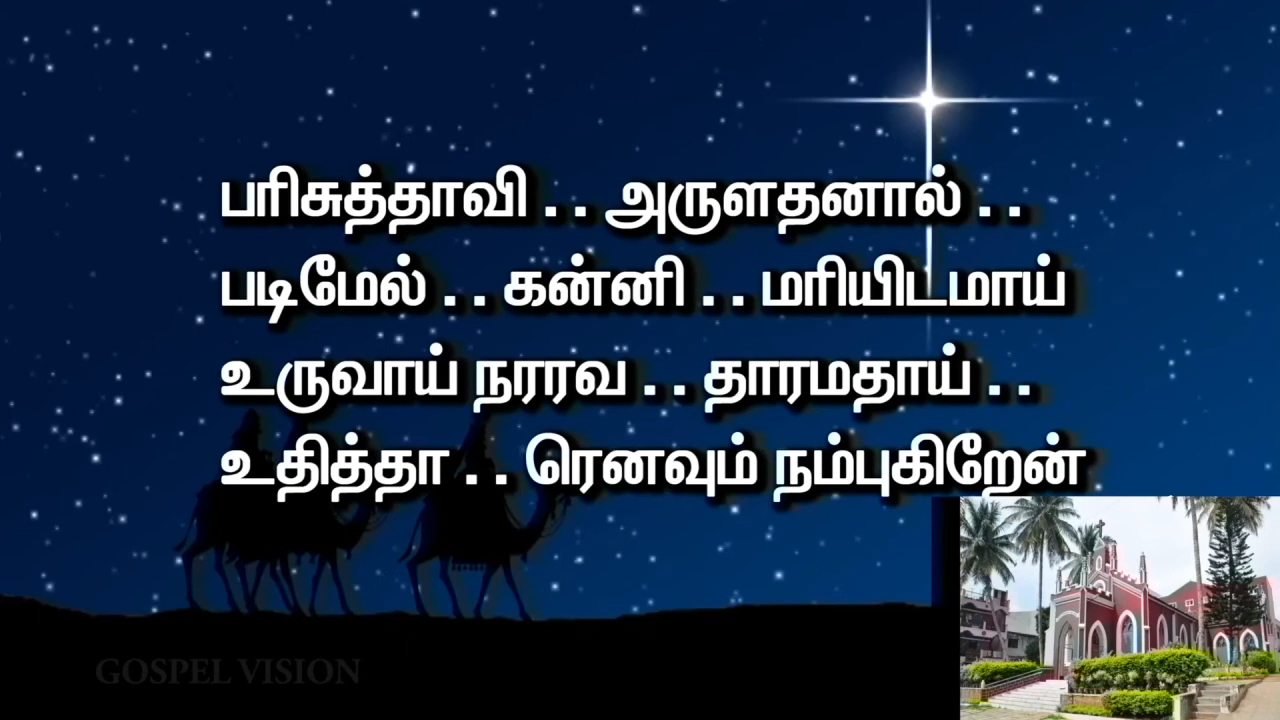 பரிசுத்தாவி . . அருளதனால் . .
படிமேல் . . கன்னி . . மரியிடமாய்
உருவாய் நரரவ . . தாரமதாய் . .
உதித்தா . . ரெனவும் நம்புகிறேன்
GOSPEL VISION